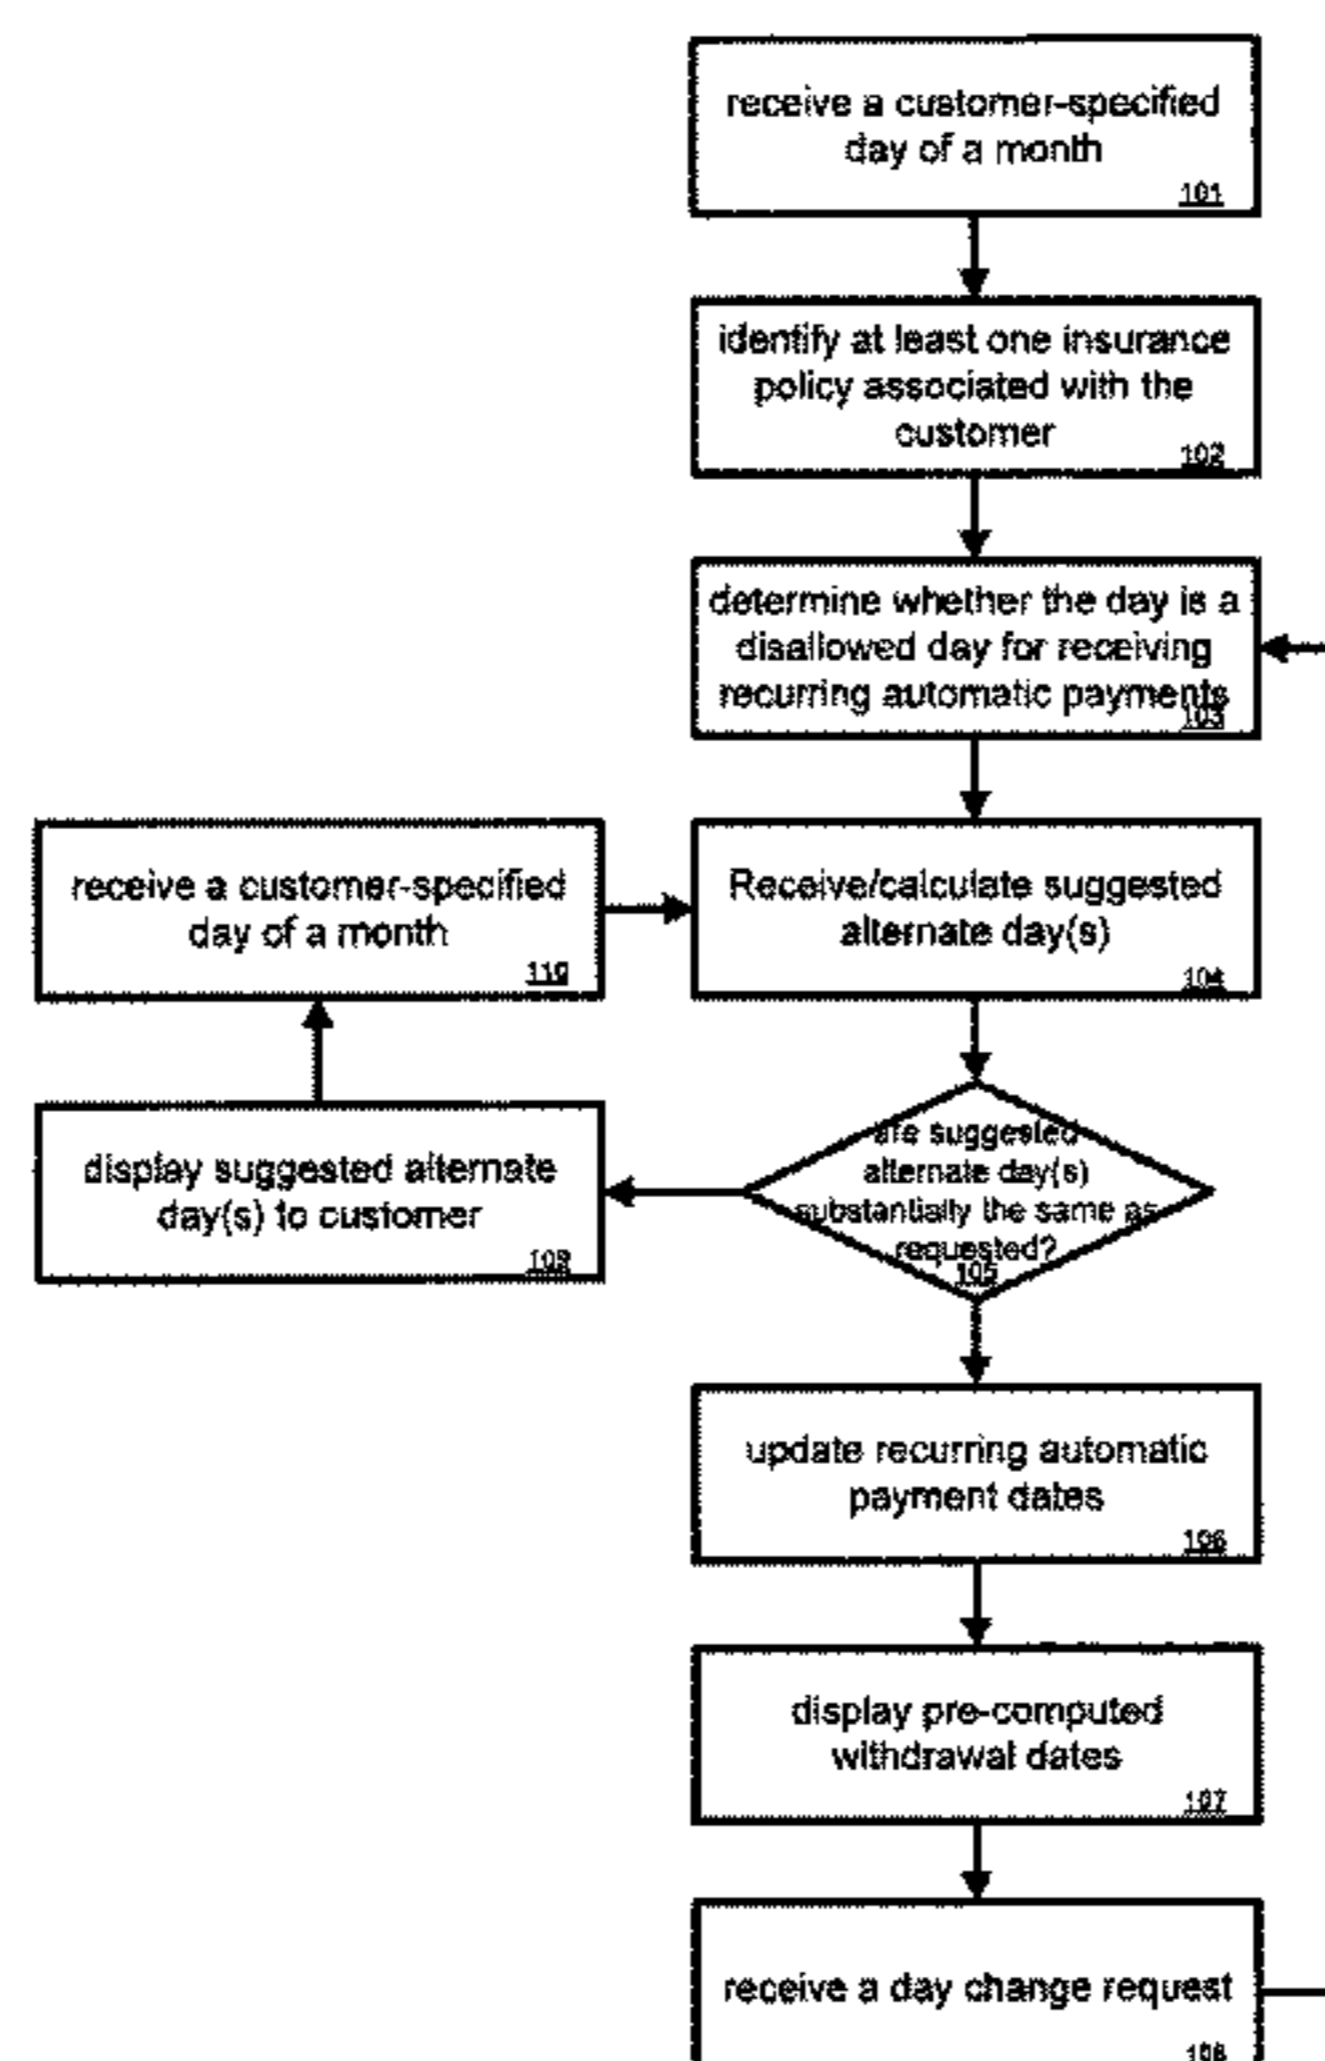 receive a customer-specified
day of a month
101
identify at least one insurance
policy associated with the
customer
102
determine whether the day is a
disallowed day for receiving
recurring automatic payments
103
receive a customer-specified
day of a month
110
Receive/calculate suggested
alternate day(s)
104
display suggested alternate
day(s) to customer
109
are suggested
alternate day(s)
substantially the same as
requested?
105
update recurring automatic
payment dates
106
display pre-computed
withdrawal dates
107
receive a day change request
108